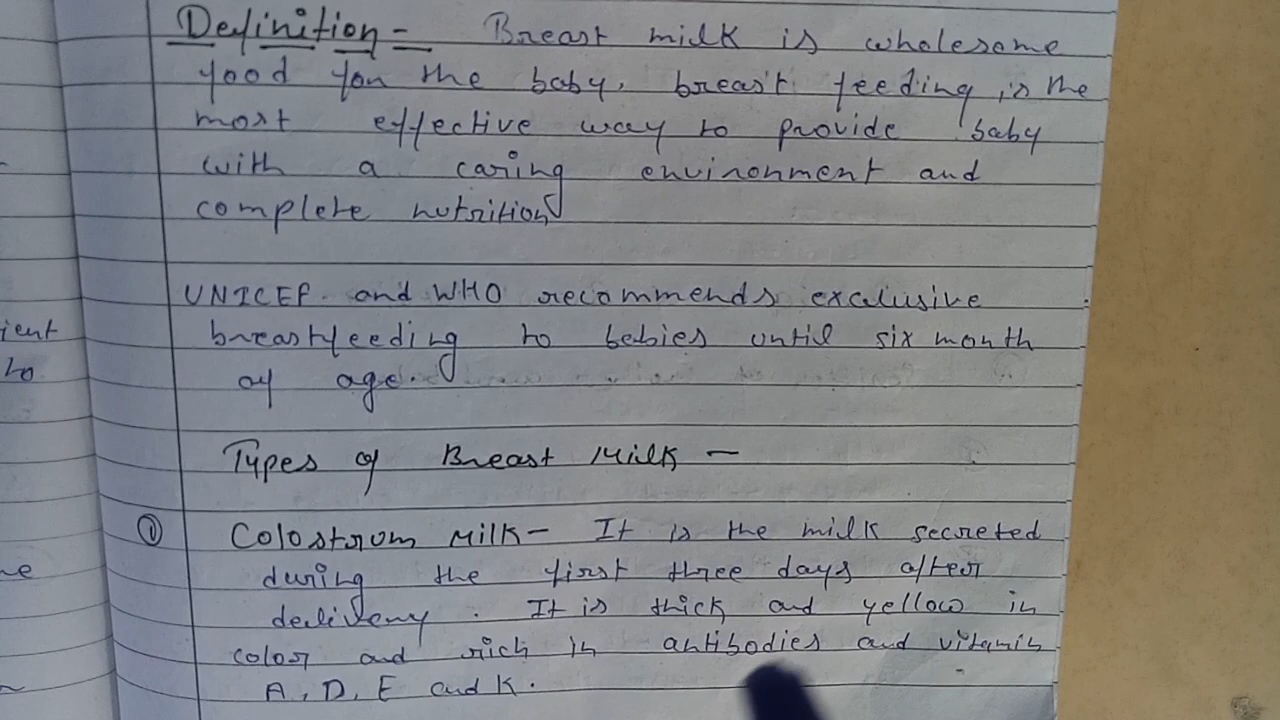 Definition - Breast milk is wholesome
food for the baby, breast feeding is the
most effective way to provide baby
with a caring environment and
complete nutrition
UNICEF and WHO recommends exclusive
breastfeeding to babies until six month
of age.
Types of Breast Milk -
① Colostrum Milk - It is the milk secreted
during the first three days after
delivery. It is thick and yellow in
color and rich in antibodies and vitamin
A, D, E and K.
ient
to